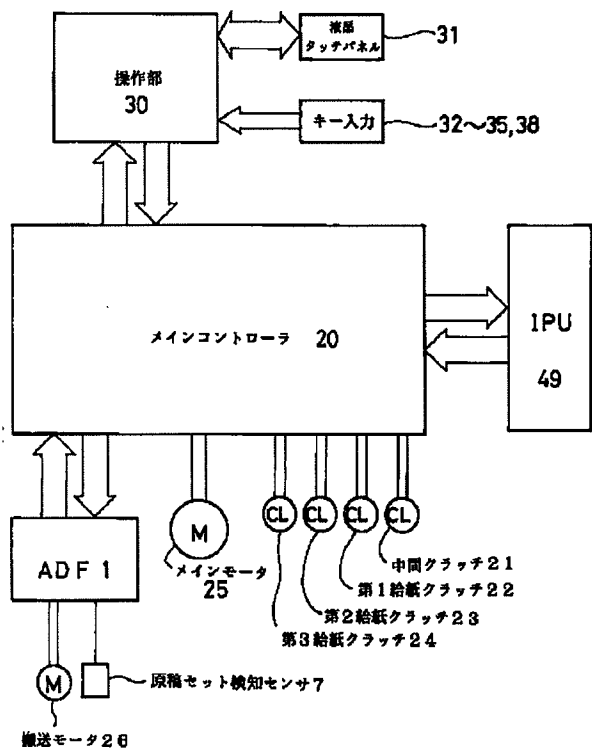 液晶
タッチパネル
31
操作部
30
キー入力
32～35,38
メインコントローラ 20
IPU
49
ADF1
M
メインモータ
25
CL
CL
CL
CL
中間クラッチ21
第1給紙クラッチ22
第2給紙クラッチ23
第3給紙クラッチ24
M
原稿セット検知センサ7
搬送モータ26